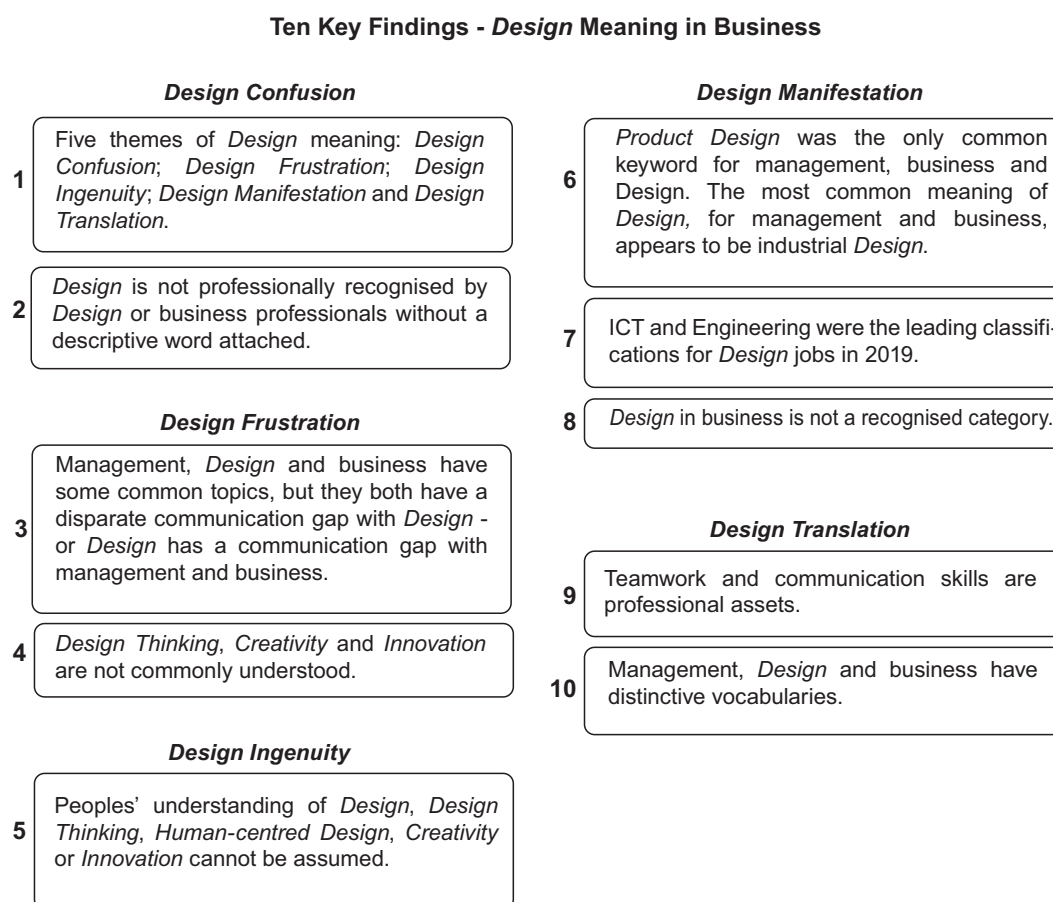 Ten Key Findings - Design Meaning in Business
Design Confusion
1
Five themes of Design meaning: Design
Confusion; Design Frustration; Design
Ingenuity; Design Manifestation and Design
Translation.
2
Design is not professionally recognised by
Design or business professionals without a
descriptive word attached.
Design Frustration
3
Management, Design and business have
some common topics, but they both have a
disparate communication gap with Design -
or Design has a communication gap with
management and business.
4
Design Thinking, Creativity and Innovation
are not commonly understood.
Design Ingenuity
5
Peoples’ understanding of Design, Design
Thinking, Human-centred Design, Creativity
or Innovation cannot be assumed.
Design Manifestation
6
Product Design was the only common
keyword for management, business and
Design. The most common meaning of
Design, for management and business,
appears to be industrial Design.
7
ICT and Engineering were the leading classifi-
cations for Design jobs in 2019.
8
Design in business is not a recognised category.
Design Translation
9
Teamwork and communication skills are
professional assets.
10
Management, Design and business have
distinctive vocabularies.